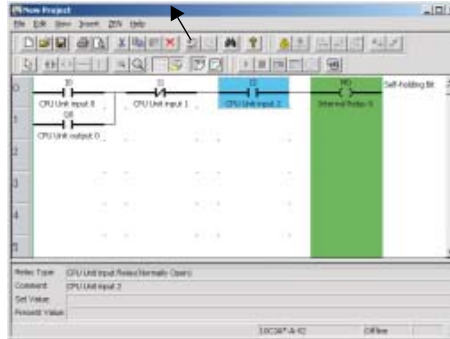 New Project
File Edit View Insert ZEN Help
0 I0 I1 I2 M0 Self-holding Bit
CPU Unit input 0 CPU Unit input 1 CPU Unit input 2 Internal Relay 0
1 Q0
CPU Unit output 0
2
3
4
5
Relay Type CPU Unit Input Relay(Normally Open)
Comment CPU Unit input 2
Set Value
Present Value
Offline